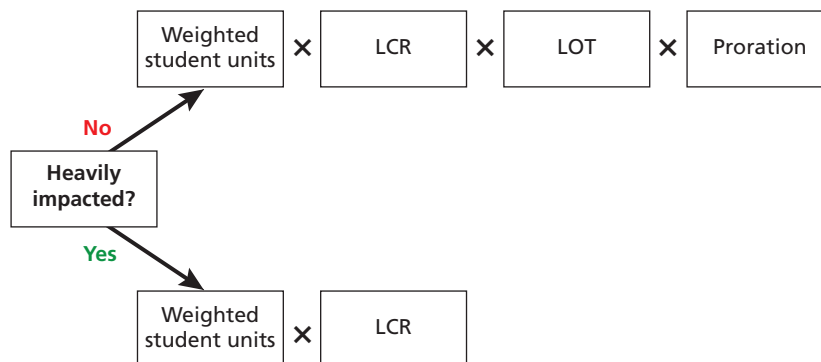 Weighted
student units
×
LCR
×
LOT
×
Proration
No
Heavily
impacted?
Yes
Weighted
student units
×
LCR